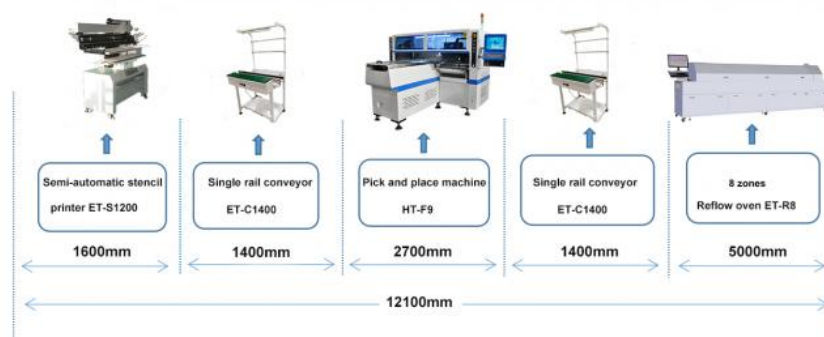 Semi-automatic stencil
printer ET-S1200
Single rail conveyor
ET-C1400
Pick and place machine
HT-F9
Single rail conveyor
ET-C1400
8 zones
Reflow oven ET-R8
1600mm
1400mm
2700mm
1400mm
5000mm
12100mm